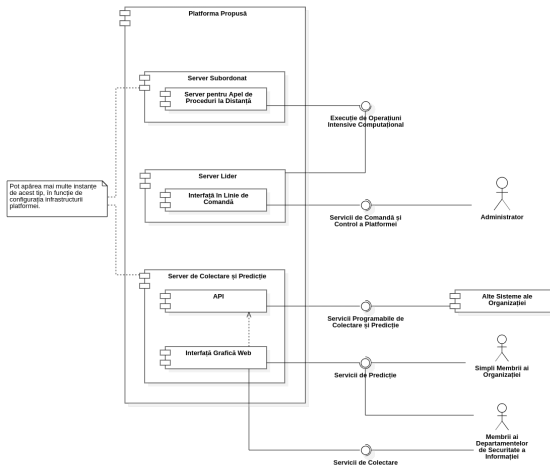 Platforma Propusă
Server Subordonat
Server pentru Apel de
Proceduri la Distanță
Execuție de Operațiuni
Intensive Computațional
Server Lider
Interfață în Linie de
Comandă
Servicii de Comandă și
Control a Platformei
Administrator
Pot apărea mai multe instanțe
de acest tip, în funcție de
configurația infrastructurii
platformei.
Server de Colectare și Predicție
API
Servicii Programabile de
Colectare și Predicție
Alte Sisteme ale
Organizației
Interfață Grafică Web
Servicii de Predicție
Simpli Membrii ai
Organizației
Membrii ai
Departamentelor
de Securitate a
Informației
Servicii de Colectare